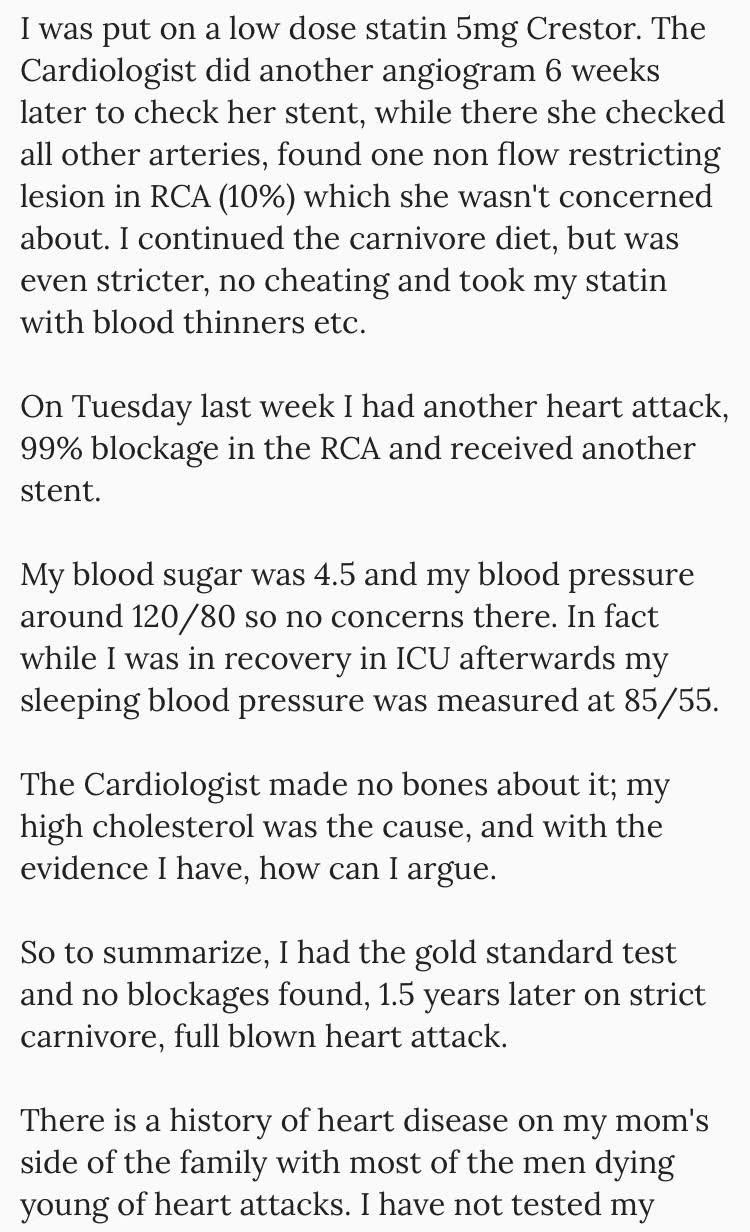 I was put on a low dose statin 5mg Crestor. The
Cardiologist did another angiogram 6 weeks
later to check her stent, while there she checked
all other arteries, found one non flow restricting
lesion in RCA (10%) which she wasn't concerned
about. I continued the carnivore diet, but was
even stricter, no cheating and took my statin
with blood thinners etc.
On Tuesday last week I had another heart attack,
99% blockage in the RCA and received another
stent.
My blood sugar was 4.5 and my blood pressure
around 120/80 so no concerns there. In fact
while I was in recovery in ICU afterwards my
sleeping blood pressure was measured at 85/55.
The Cardiologist made no bones about it; my
high cholesterol was the cause, and with the
evidence I have, how can I argue.
So to summarize, I had the gold standard test
and no blockages found, 1.5 years later on strict
carnivore, full blown heart attack.
There is a history of heart disease on my mom's
side of the family with most of the men dying
young of heart attacks. I have not tested my